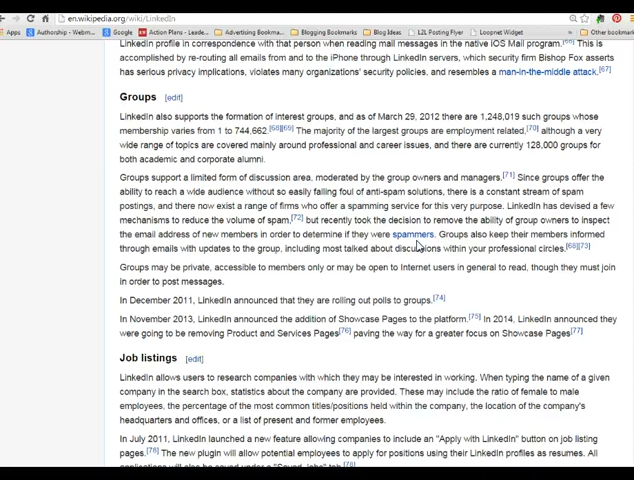 en.wikipedia.org/wiki/LinkedIn
Apps Authorship - Webm... Google Action Plan - Leade... Advertising Bookmar... Blogging Bookmarks Blog Ideas L2L Posting Flyer Loopnet Widget » Other bookmark
LinkedIn profile in correspondence with that person when reading mail messages in the native iOS Mail program.[66] This is
accomplished by re-routing all emails from and to the iPhone through LinkedIn servers, which security firm Bishop Fox asserts
has serious privacy implications, violates many organizations' security policies, and resembles a man-in-the-middle attack.[67]
Groups [edit]
LinkedIn also supports the formation of interest groups, and as of March 29, 2012 there are 1,248,019 such groups whose
membership varies from 1 to 744,662.[68][69] The majority of the largest groups are employment related,[70] although a very
wide range of topics are covered mainly around professional and career issues, and there are currently 128,000 groups for
both academic and corporate alumni.
Groups support a limited form of discussion area, moderated by the group owners and managers.[71] Since groups offer the
ability to reach a wide audience without so easily falling foul of anti-spam solutions, there is a constant stream of spam
postings, and there now exist a range of firms who offer a spamming service for this very purpose. LinkedIn has devised a few
mechanisms to reduce the volume of spam,[72] but recently took the decision to remove the ability of group owners to inspect
the email address of new members in order to determine if they were spammers. Groups also keep their members informed
through emails with updates to the group, including most talked about discussions within your professional circles.[68][73]
Groups may be private, accessible to members only or may be open to Internet users in general to read, though they must join
in order to post messages.
In December 2011, LinkedIn announced that they are rolling out polls to groups.[74]
In November 2013, LinkedIn announced the addition of Showcase Pages to the platform.[75] In 2014, LinkedIn announced they
were going to be removing Product and Services Pages[76] paving the way for a greater focus on Showcase Pages[77]
Job listings [edit]
LinkedIn allows users to research companies with which they may be interested in working. When typing the name of a given
company in the search box, statistics about the company are provided. These may include the ratio of female to male
employees, the percentage of the most common titles/positions held within the company, the location of the company's
headquarters and offices, or a list of present and former employees.
In July 2011, LinkedIn launched a new feature allowing companies to include an "Apply with LinkedIn" button on job listing
pages.[78] The new plugin will allow potential employees to apply for positions using their LinkedIn profiles as resumes. All
applications will also be saved under a "Saved Jobs" tab.[78]